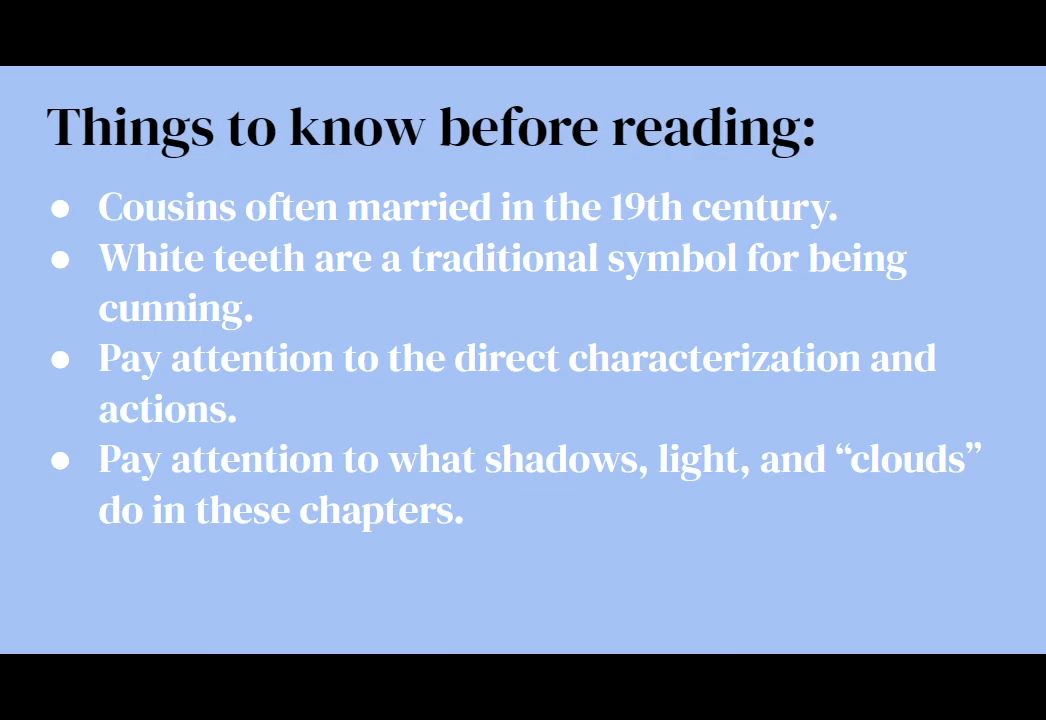 Things to know before reading:
● Cousins often married in the 19th century.
● White teeth are a traditional symbol for being
cunning.
● Pay attention to the direct characterization and
actions.
● Pay attention to what shadows, light, and “clouds”
do in these chapters.